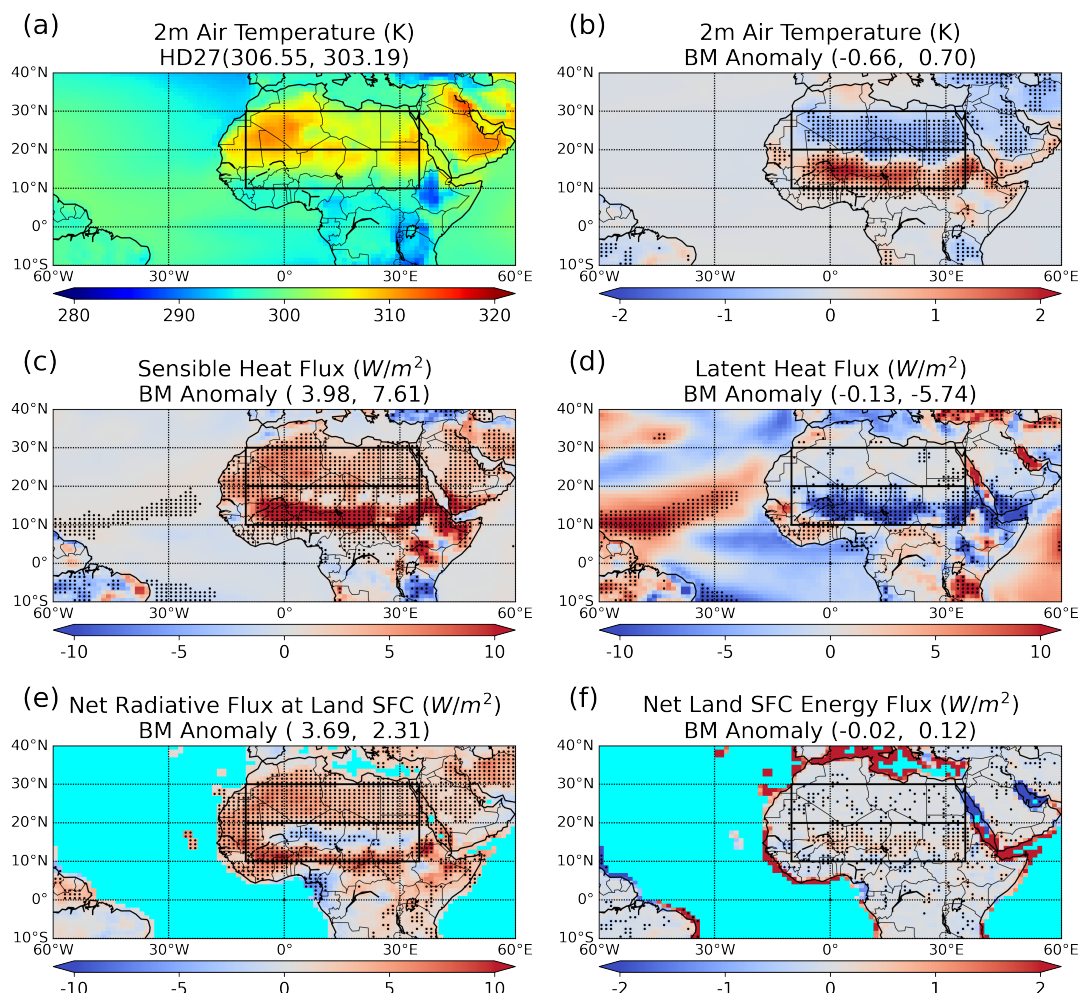 (a)
2m Air Temperature (K)
HD27(306.55, 303.19)
40°N
30°N
20°N
10°N
0°
10°S
60°W
30°W
0°
30°E
60°E
280
290
300
310
320
(b)
2m Air Temperature (K)
BM Anomaly (-0.66, 0.70)
40°N
30°N
20°N
10°N
0°
10°S
60°W
30°W
0°
30°E
60°E
-2
-1
0
1
2
(c)
Sensible Heat Flux (W/m²)
BM Anomaly ( 3.98, 7.61)
40°N
30°N
20°N
10°N
0°
10°S
60°W
30°W
0°
30°E
60°E
-10
-5
0
5
10
(d)
Latent Heat Flux (W/m²)
BM Anomaly (-0.13, -5.74)
40°N
30°N
20°N
10°N
0°
10°S
60°W
30°W
0°
30°E
60°E
-10
-5
0
5
10
(e)
Net Radiative Flux at Land SFC (W/m²)
BM Anomaly ( 3.69, 2.31)
40°N
30°N
20°N
10°N
0°
10°S
60°W
30°W
0°
30°E
60°E
-10
-5
0
5
10
(f)
Net Land SFC Energy Flux (W/m²)
BM Anomaly (-0.02, 0.12)
40°N
30°N
20°N
10°N
0°
10°S
60°W
30°W
0°
30°E
60°E
-2
-1
0
1
2